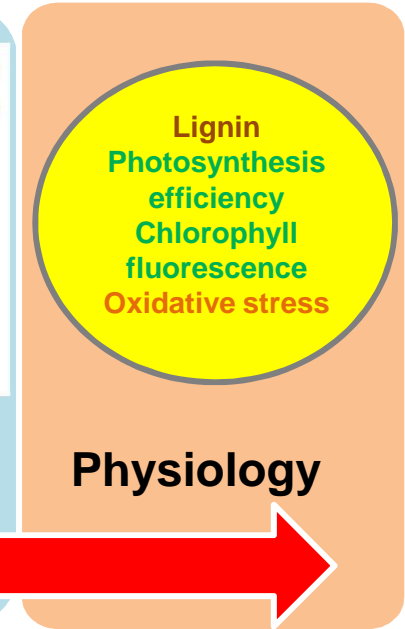 Lignin
Photosynthesis
efficiency
Chlorophyll
fluorescence
Oxidative stress
Physiology